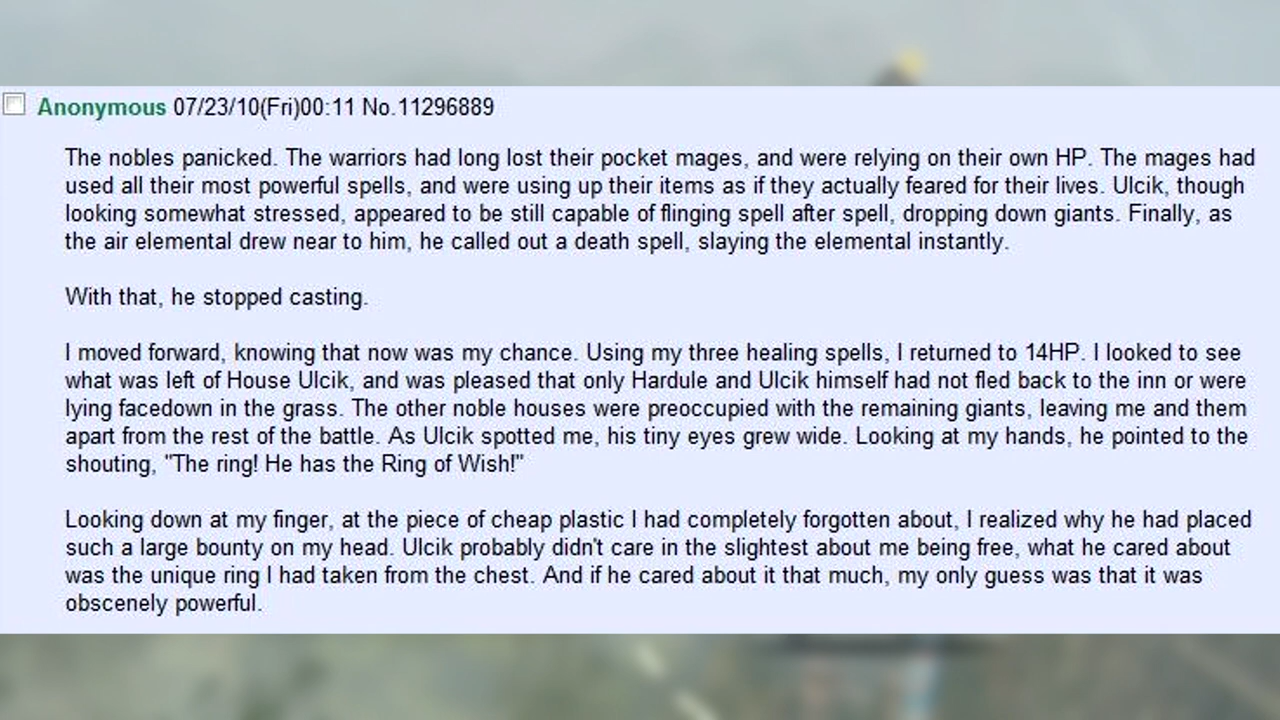 Anonymous 07/23/10(Fri)00:11 No.11296889
The nobles panicked. The warriors had long lost their pocket mages, and were relying on their own HP. The mages had
used all their most powerful spells, and were using up their items as if they actually feared for their lives. Ulcik, though
looking somewhat stressed, appeared to be still capable of flinging spell after spell, dropping down giants. Finally, as
the air elemental drew near to him, he called out a death spell, slaying the elemental instantly.
With that, he stopped casting.
I moved forward, knowing that now was my chance. Using my three healing spells, I returned to 14HP. I looked to see
what was left of House Ulcik, and was pleased that only Hardule and Ulcik himself had not fled back to the inn or were
lying facedown in the grass. The other noble houses were preoccupied with the remaining giants, leaving me and them
apart from the rest of the battle. As Ulcik spotted me, his tiny eyes grew wide. Looking at my hands, he pointed to the
shouting, "The ring! He has the Ring of Wish!"
Looking down at my finger, at the piece of cheap plastic I had completely forgotten about, I realized why he had placed
such a large bounty on my head. Ulcik probably didn't care in the slightest about me being free, what he cared about
was the unique ring I had taken from the chest. And if he cared about it that much, my only guess was that it was
obscenely powerful.